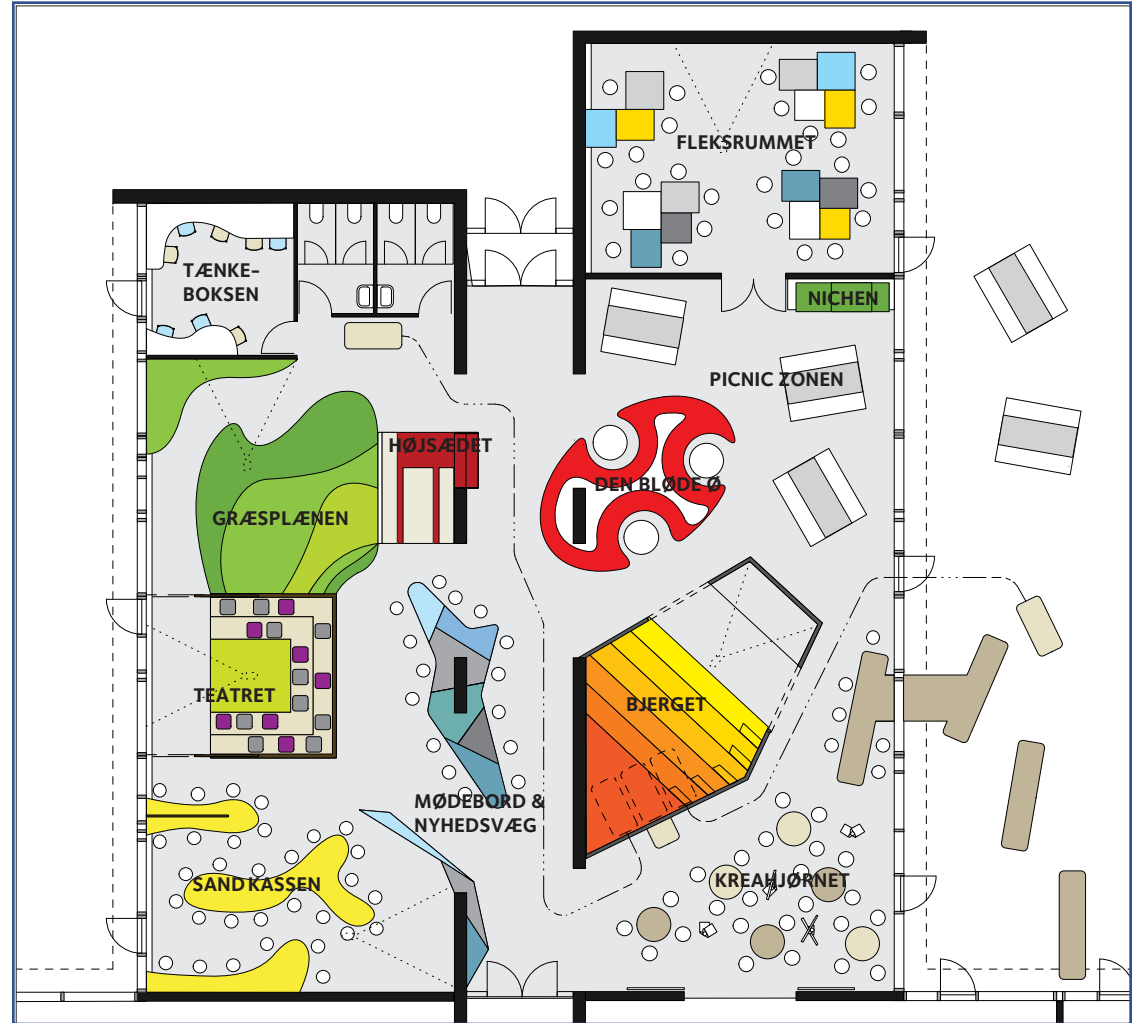 FLEKSRUMMET
TÆNKE-
BOKSEN
NICHEN
PICNIC ZONEN
HØJSÆDET
DEN BLØDE Ø
GRÆSPLÆNEN
TEATRET
BJERGET
MØDEBORD &
NYHEDSVÆG
SANDKASSEN
KREAHJØRNET